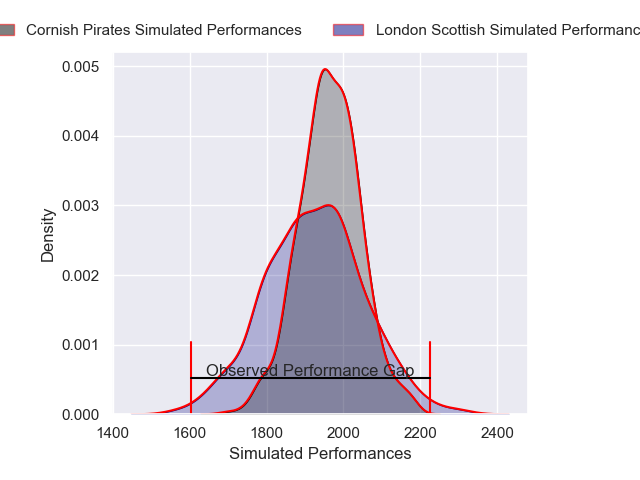 Cornish Pirates Simulated Performances London Scottish Simulated Performanc
0.005
0.004
0.003
0.002
0.001
0.000
Density
Observed Performance Gap
1400 1600 1800 2000 2200 2400
Simulated Performances